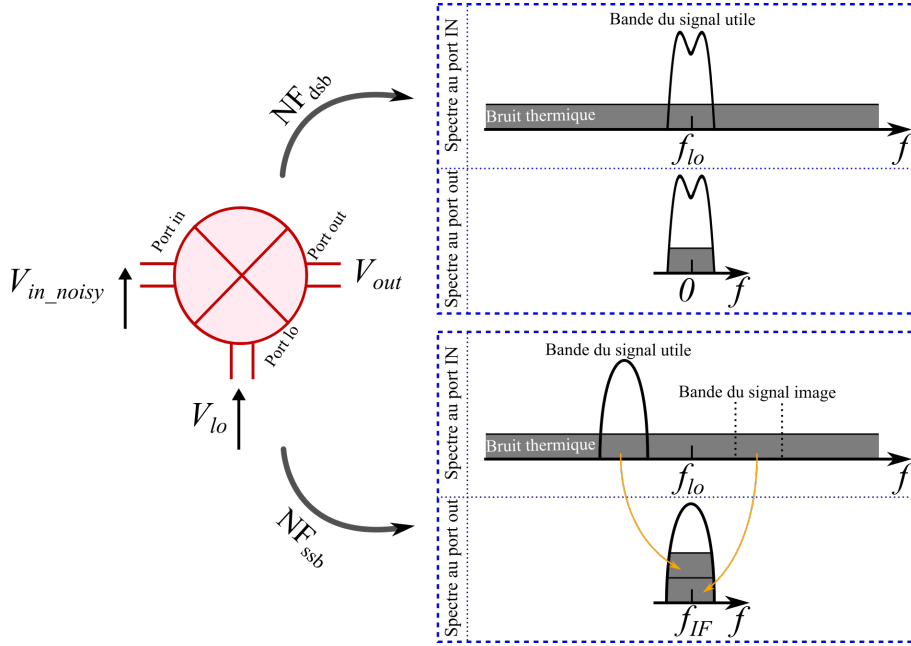 NF dsb
Port in
Port out
V in_noisy
V out
Port lo
V lo
NF ssb
Spectre au port IN
Bande du signal utile
Bruit thermique
f lo
f
Spectre au port out
0
f
Spectre au port IN
Bande du signal utile
Bande du signal image
Bruit thermique
f lo
f
Spectre au port out
f IF
f